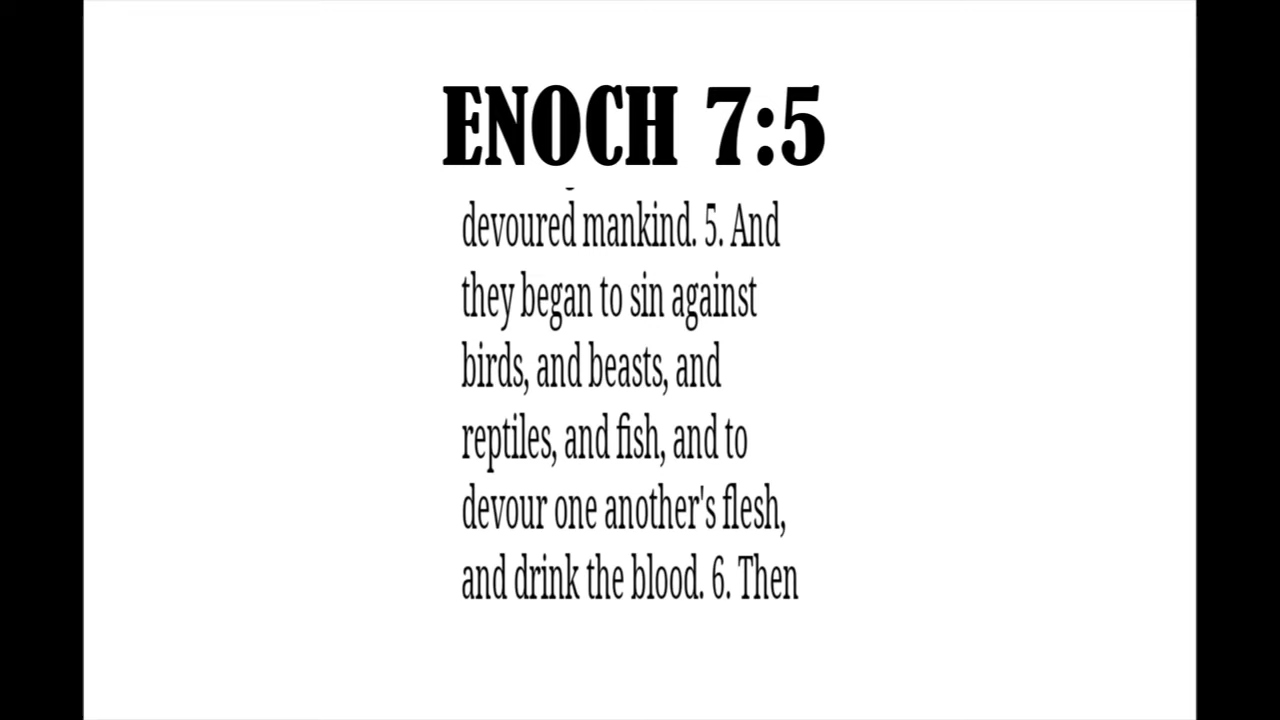 ENOCH 7:5
devoured mankind. 5. And
they began to sin against
birds, and beasts, and
reptiles, and fish, and to
devour one another's flesh,
and drink the blood. 6. Then